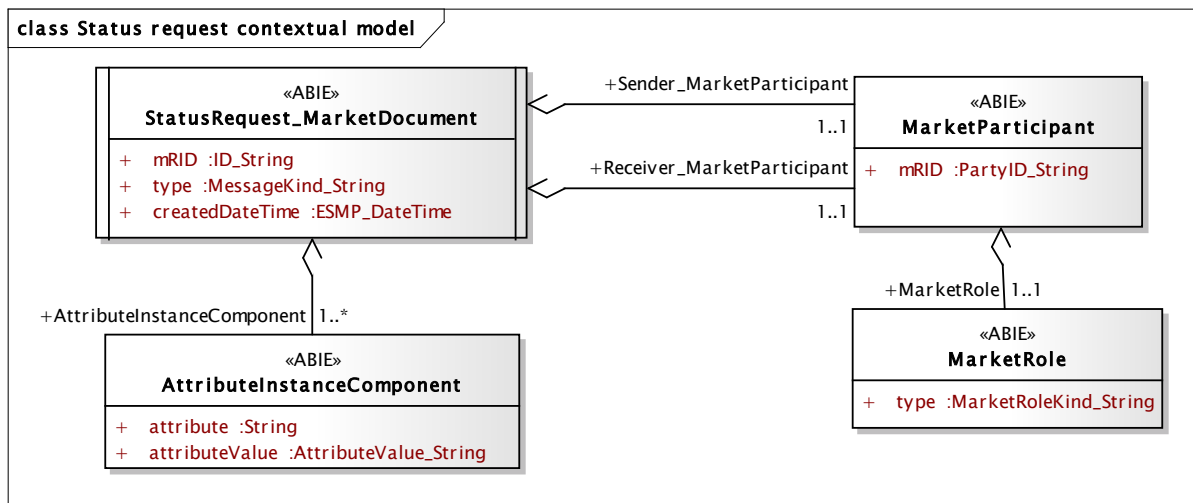 class Status request contextual model
«ABIE»
StatusRequest_MarketDocument
+ mRID :ID_String
+ type :MessageKind_String
+ createdDateTime :ESMP_DateTime
+Sender_MarketParticipant
1..1
+Receiver_MarketParticipant
1..1
«ABIE»
MarketParticipant
+ mRID :PartyID_String
+AttributeInstanceComponent 1..*
«ABIE»
AttributeInstanceComponent
+ attribute :String
+ attributeValue :AttributeValue_String
+MarketRole 1..1
«ABIE»
MarketRole
+ type :MarketRoleKind_String